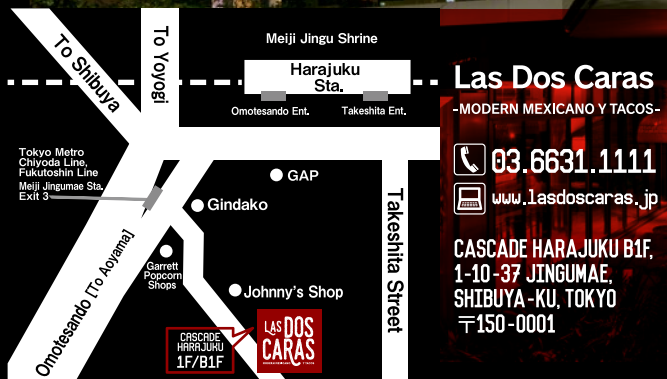 To Shibuya
To Yoyogi
Meiji Jingu Shrine
Harajuku
Sta.
Omotesando Ent.
Takeshita Ent.
Tokyo Metro
Chiyoda Line,
Fukutoshin Line
Meiji Jingumae Sta.
Exit 3
GAP
Gindako
Garrett
Popcorn
Shops
Johnny's Shop
Takeshita Street
Omotesando [To Aoyama]
CASCADE
HARAJUKU
1F/B1F
LAS DOS
CARAS
Las Dos Caras
-MODERN MEXICANO Y TACOS-
03.6631.1111
www.lasdoscaras.jp
CASCADE HARAJUKU B1F,
1-10-37 JINGUMAE,
SHIBUYA-KU, TOKYO
〒150-0001